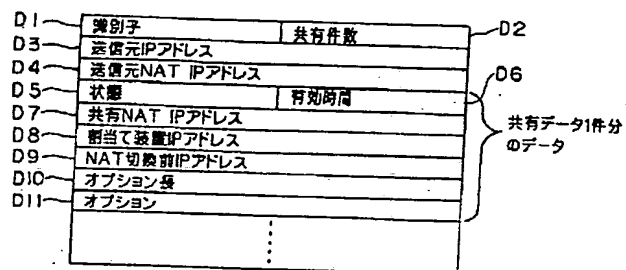 D1 識別子 共有件数 D2
D3 送信元IPアドレス
D4 送信元NAT IPアドレス
D5 状態 有効時間 D6
D7 共有NAT IPアドレス
D8 割当て装置IPアドレス
D9 NAT切換前IPアドレス
D10 オプション長
D11 オプション
共有データ1件分
のデータ